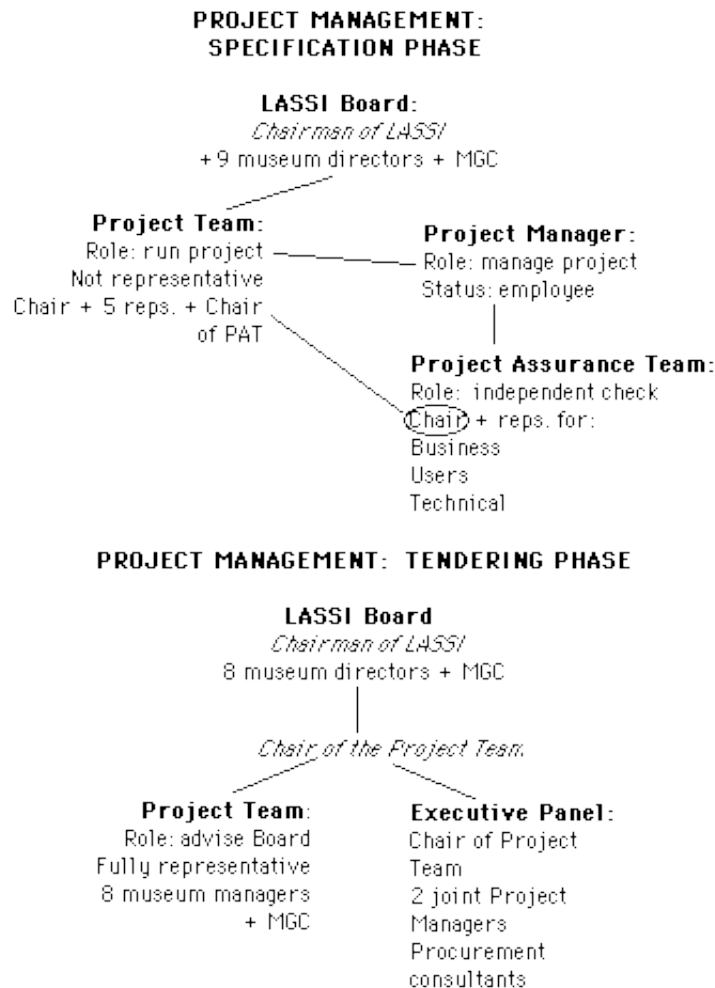 PROJECT MANAGEMENT:
SPECIFICATION PHASE
LASSI Board:
Chairman of LASSI
+ 9 museum directors + MGC
Project Team:
Role: run project
Not representative
Chair + 5 reps. + Chair
of PAT
Project Manager:
Role: manage project
Status: employee
Project Assurance Team:
Role: independent check
Chair + reps. for:
Business
Users
Technical
PROJECT MANAGEMENT: TENDERING PHASE
LASSI Board
Chairman of LASSI
8 museum directors + MGC
Chair of the Project Team
Project Team:
Role: advise Board
Fully representative
8 museum managers
+ MGC
Executive Panel:
Chair of Project
Team
2 joint Project
Managers
Procurement
consultants